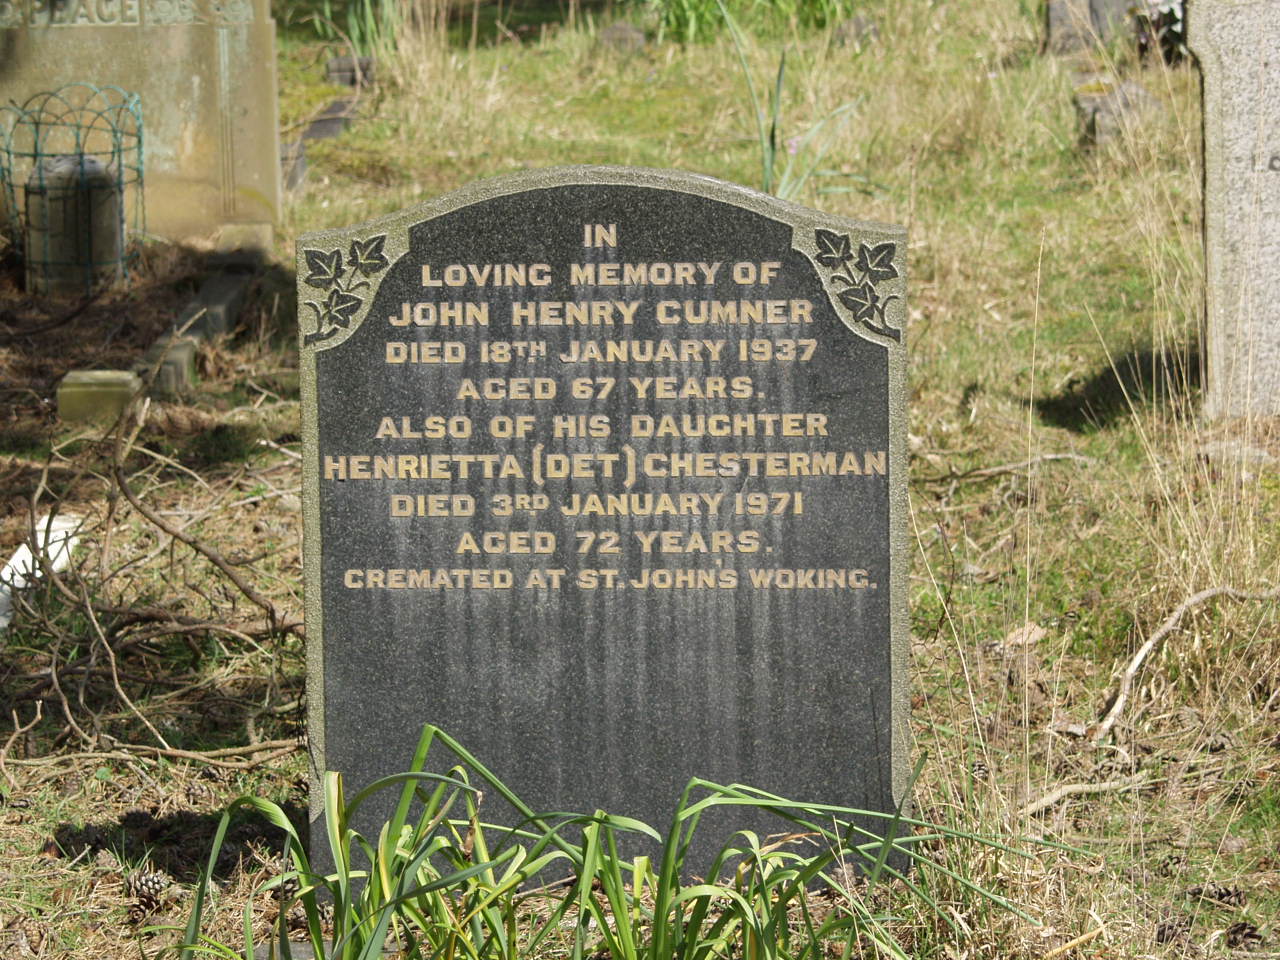 PEACE
IN
LOVING MEMORY OF
JOHN HENRY CUMNER
DIED 18TH JANUARY 1937
AGED 67 YEARS.
ALSO OF HIS DAUGHTER
HENRIETTA (DET) CHESTERMAN
DIED 3RD JANUARY 1971
AGED 72 YEARS.
CREMATED AT ST. JOHN'S WOKING.